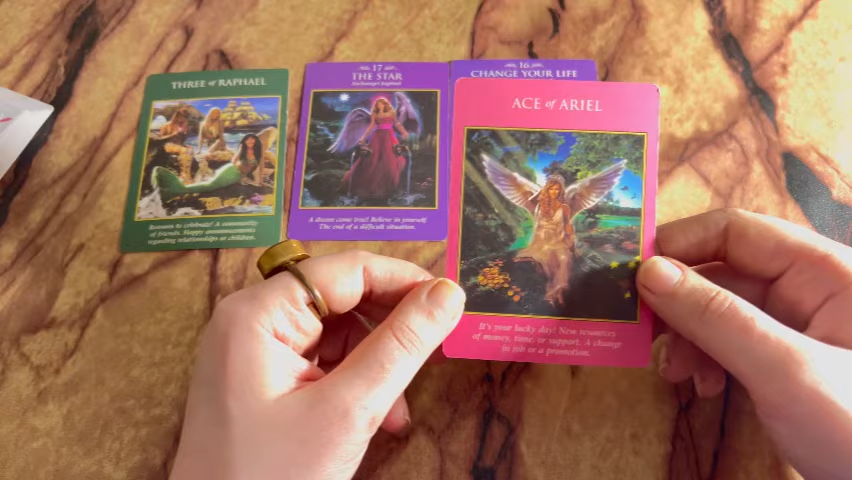 THREE of RAPHAEL
Reasons to celebrate! A community
of friends. Happy announcements
regarding relationships or children.
17
THE STAR
Archangel Raphael
A dream come true! Believe in yourself.
The end of a difficult situation.
16
CHANGE YOUR LIFE
ACE of ARIEL
It's your lucky day! New resources
of money, time, or support. A change
in job or a promotion.